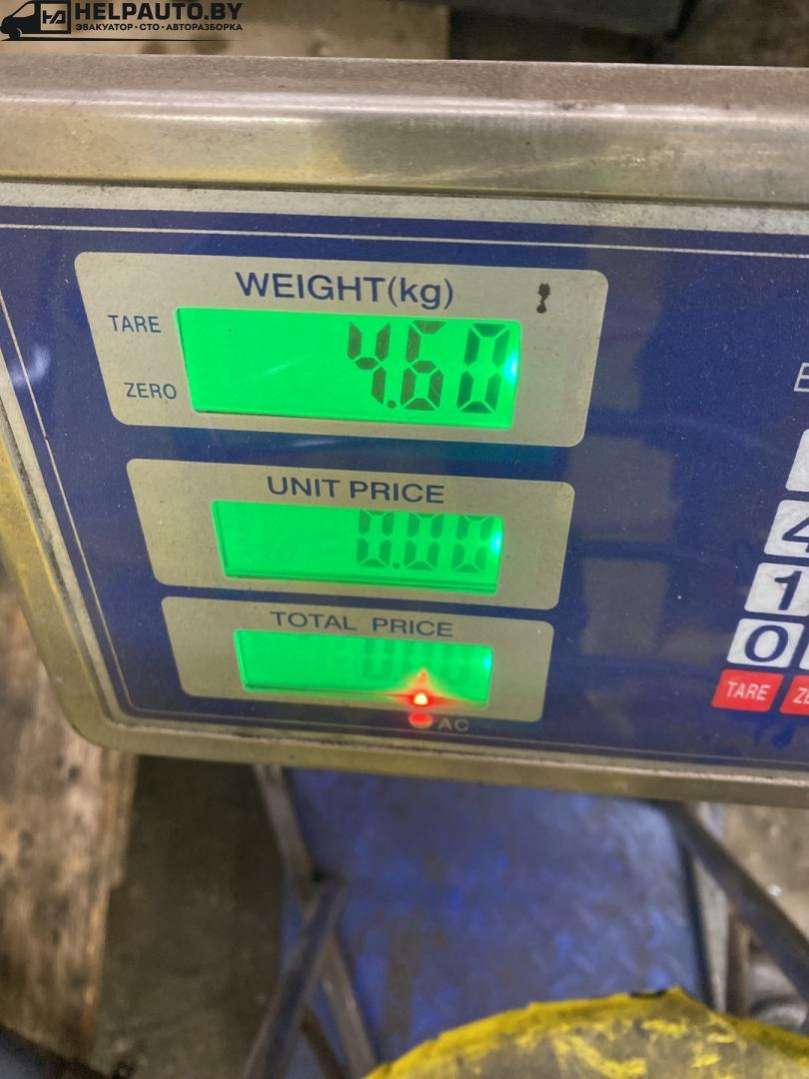 HELPAUTO.BY
ЭВАКУАТОР · СТО · АВТОРАЗБОРКА
WEIGHT(kg)
TARE
4.60
ZERO
UNIT PRICE
0.00
TOTAL PRICE
AC
4
1
0
TARE